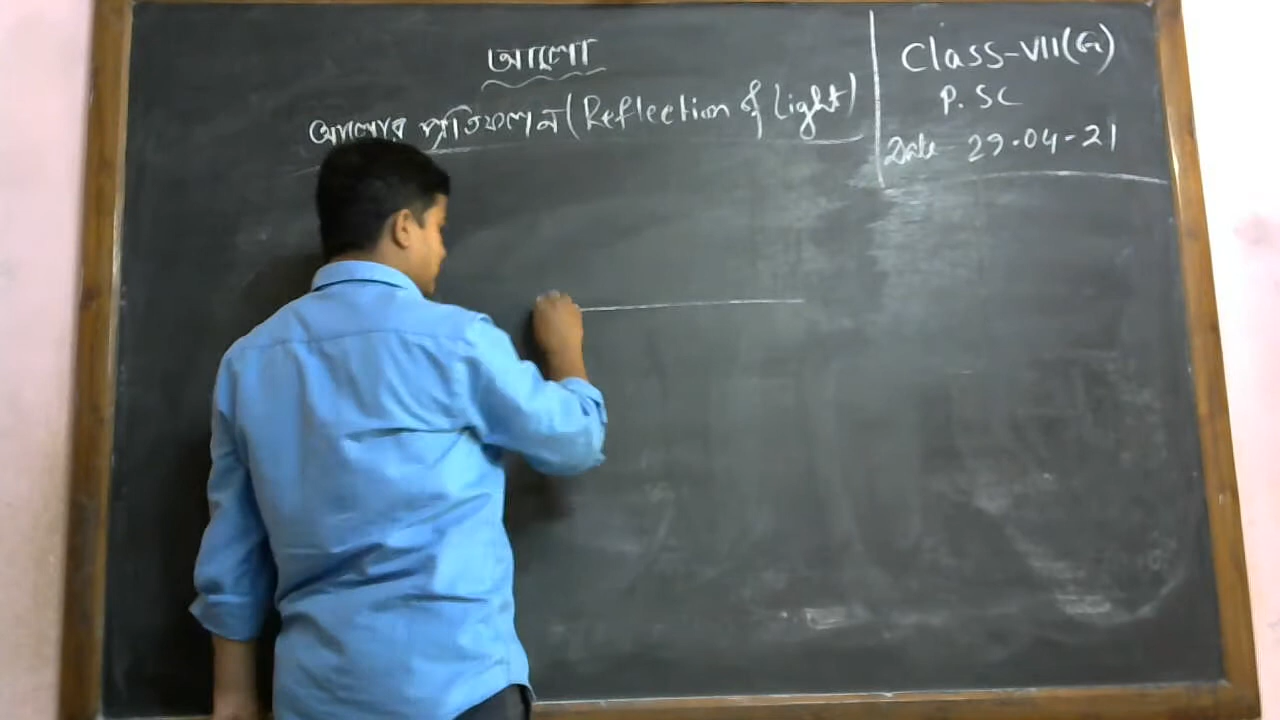 আলো
আলোর প্রতিফলন (Reflection of Light)
Class-VII(G)
P. SC
Date 29-04-21